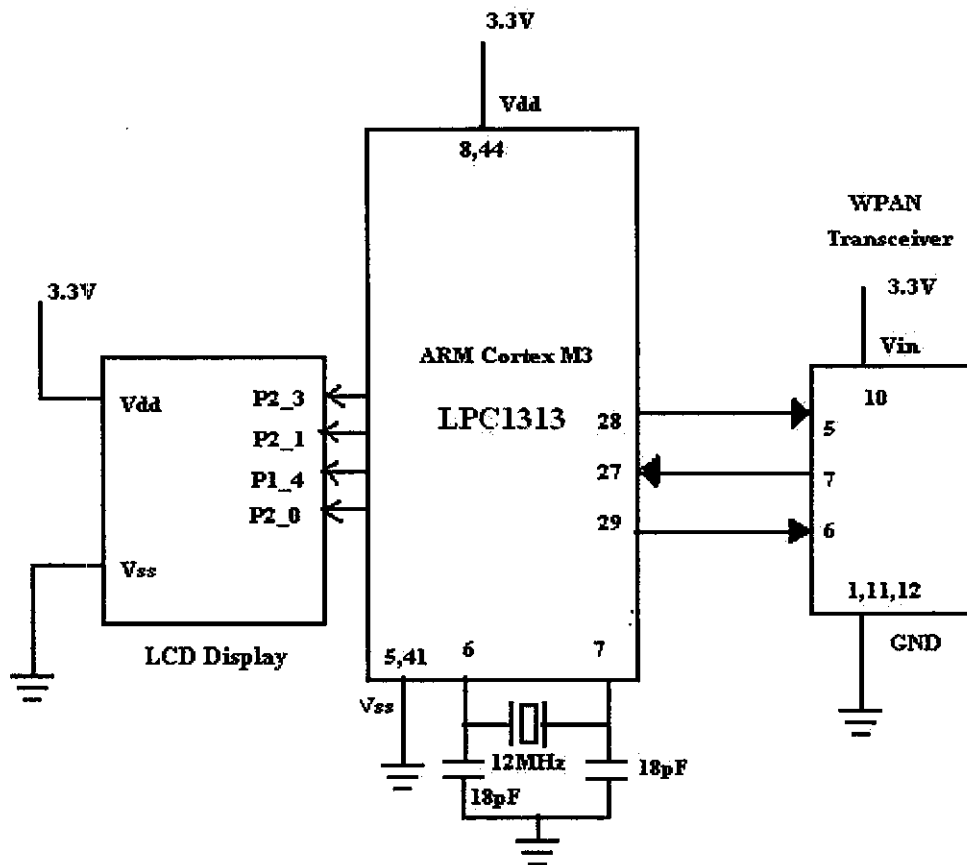 3.3V
Vdd
8,44
WPAN
Transceiver
3.3V
3.3V
Vin
10
ARM Cortex M3
LPC1313
Vdd
P2_3
P2_1
P1_4
P2_0
Vss
28
27
29
5
7
6
1,11,12
GND
LCD Display
5,41
6
7
Vss
12MHz
18pF
18pF